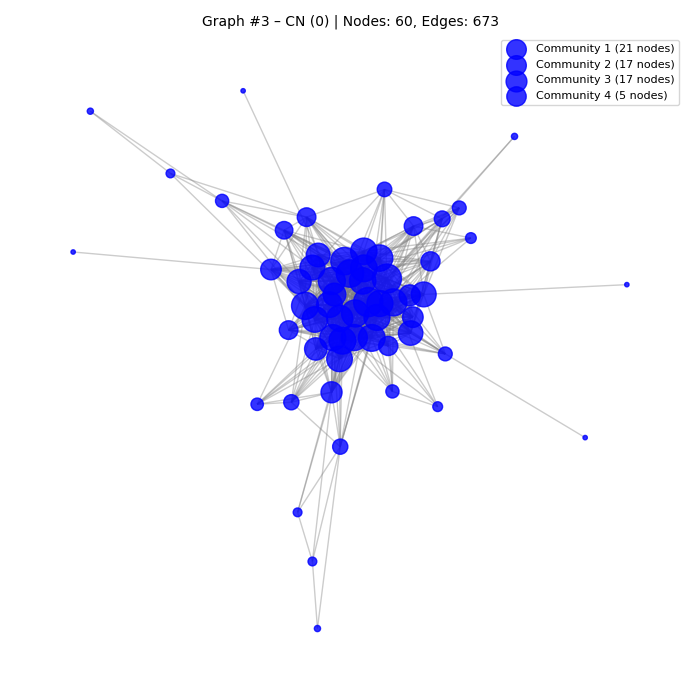 Graph #3 – CN (0) | Nodes: 60, Edges: 673
Community 1 (21 nodes)
Community 2 (17 nodes)
Community 3 (17 nodes)
Community 4 (5 nodes)